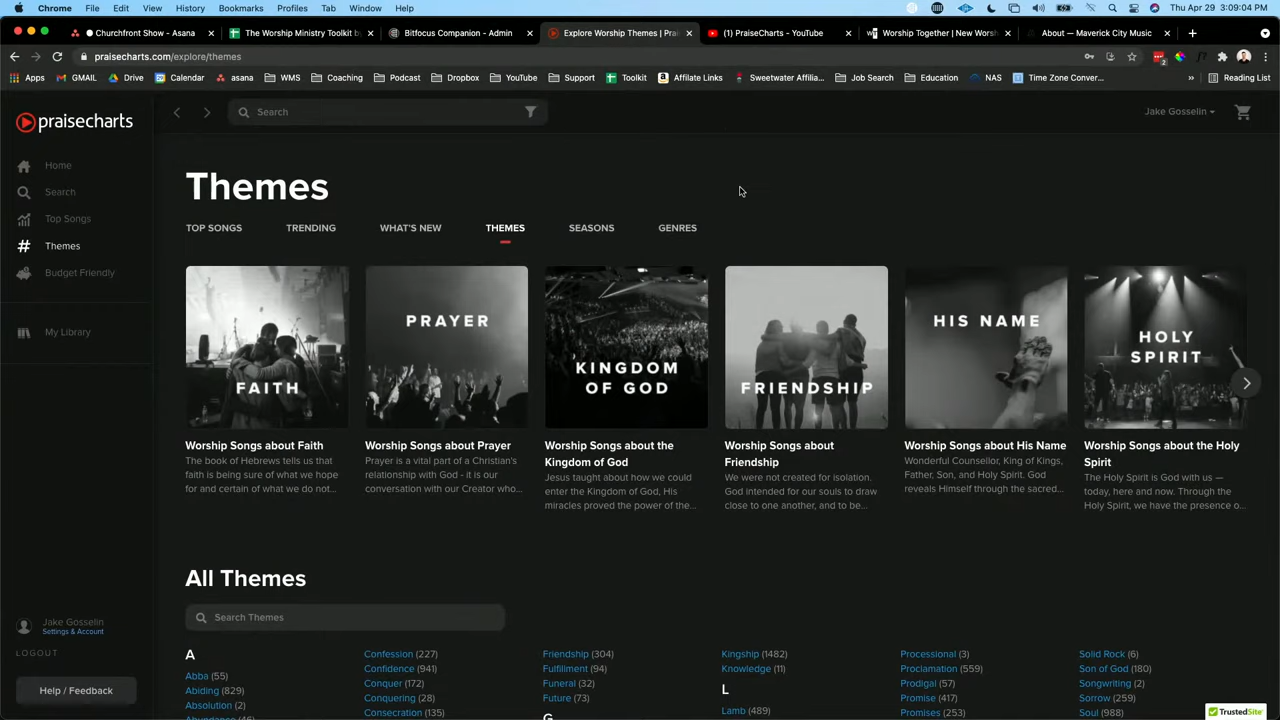 Chrome File Edit View History Bookmarks Profiles Tab Window Help Thu Apr 29 3:09:04 PM
Churchfront Show - Asana The Worship Ministry Toolkit b Bitfocus Companion - Admin Explore Worship Themes | Prai (1) PraiseCharts - YouTube Worship Together | New Worsh About — Maverick City Music
praisecharts.com/explore/themes
Apps GMAIL Drive Calendar asana WMS Coaching Podcast Dropbox YouTube Support Toolkit Affilate Links Sweetwater Affilia... Job Search Education NAS Time Zone Conver... » Reading List
praisecharts
Search
Jake Gosselin
Home
Search
Top Songs
Themes
Budget Friendly
My Library
Jake Gosselin
Settings & Account
LOGOUT
Help / Feedback
Themes
TOP SONGS TRENDING WHAT'S NEW THEMES SEASONS GENRES
FAITH
PRAYER
KINGDOM
OF GOD
FRIENDSHIP
HIS NAME
HOLY
SPIRIT
Worship Songs about Faith
The book of Hebrews tells us that
faith is being sure of what we hope
for and certain of what we do not...
Worship Songs about Prayer
Prayer is a vital part of a Christian's
relationship with God - it is our
conversation with our Creator who...
Worship Songs about the
Kingdom of God
Jesus taught about how we could
enter the Kingdom of God, His
miracles proved the power of the...
Worship Songs about
Friendship
We were not created for isolation.
God intended for our souls to draw
close to one another, and to be...
Worship Songs about His Name
Wonderful Counsellor, King of Kings,
Father, Son, and Holy Spirit. God
reveals Himself through the sacred...
Worship Songs about the Holy
Spirit
The Holy Spirit is God with us —
today, here and now. Through the
Holy Spirit, we have the presence o...
All Themes
Search Themes
A
Abba (55)
Abiding (829)
Absolution (2)
Abundance (46)
Confession (227)
Confidence (941)
Conquer (172)
Conquering (28)
Consecration (135)
Friendship (304)
Fulfillment (94)
Funeral (32)
Future (73)
G
Kingship (1482)
Knowledge (11)
L
Lamb (489)
Processional (3)
Proclamation (559)
Prodigal (57)
Promise (417)
Promises (253)
Solid Rock (6)
Son of God (180)
Songwriting (2)
Sorrow (259)
Soul (988)
TrustedSite